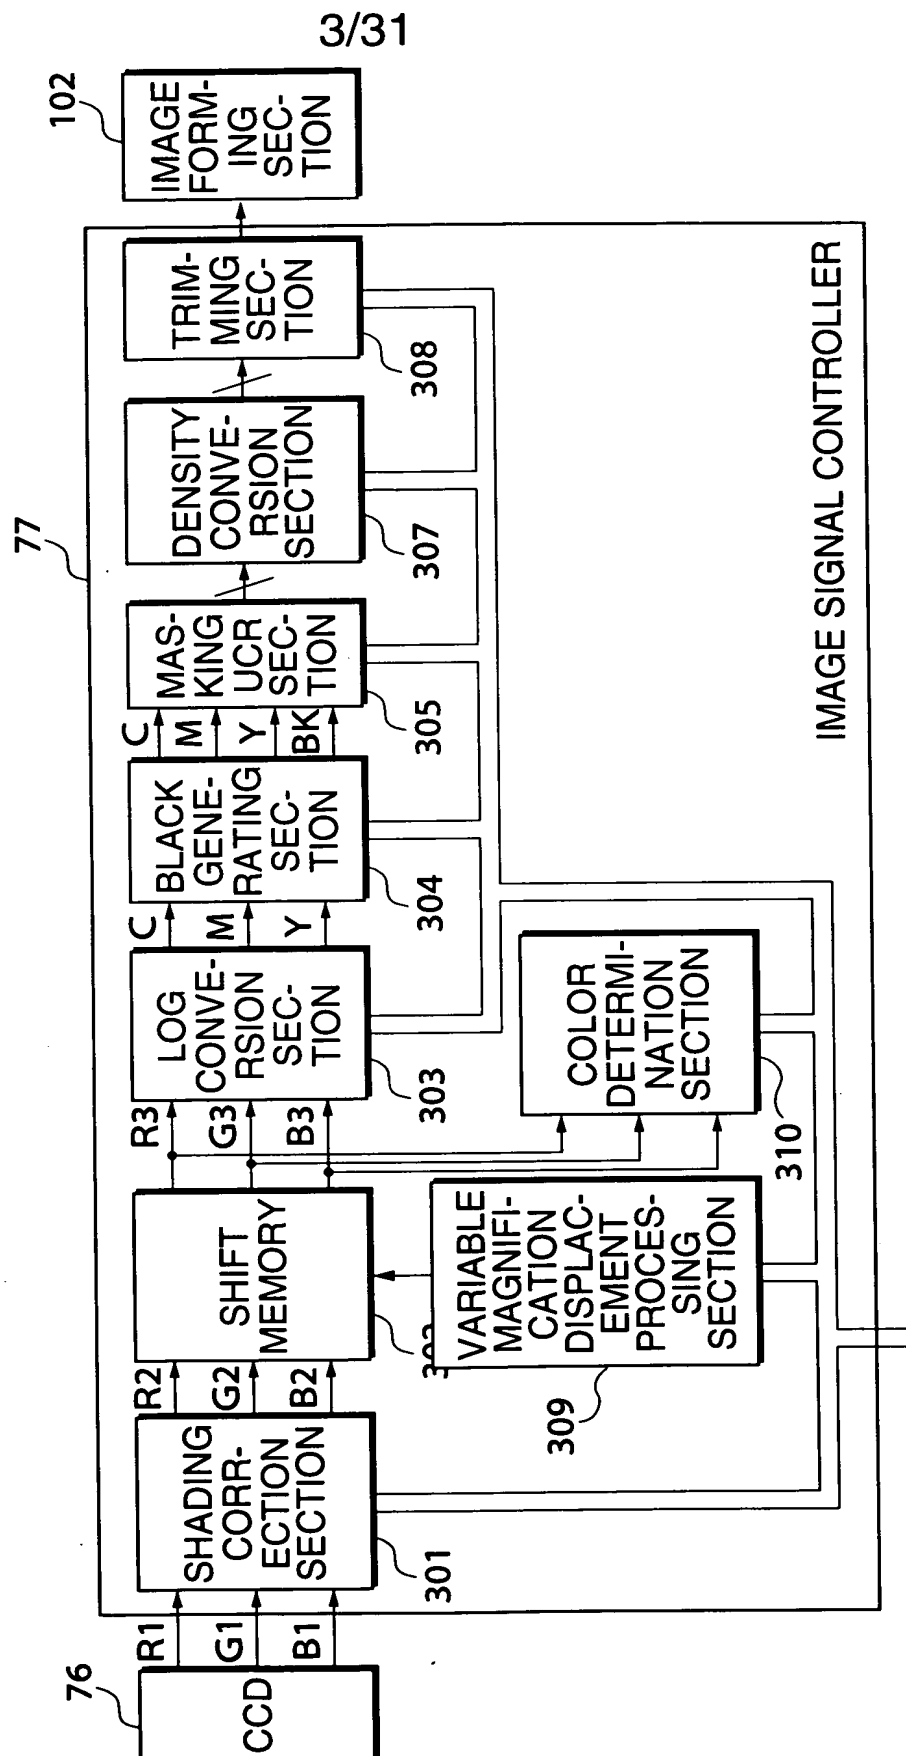 3/31
76
CCD
R1
G1
B1
77
SHADING
CORR-
ECTION
SECTION
301
R2
G2
B2
SHIFT
MEMORY
R3
G3
B3
LOG
CONVE-
RSION
SEC-
TION
303
C
M
Y
BLACK
GENE-
RATING
SEC-
TION
304
C
M
Y
BK
MAS-
KING
UCR
SEC-
TION
305
DENSITY
CONVE-
RSION
SECTION
307
TRIM-
MING
SEC-
TION
308
102
IMAGE
FORM-
ING
SEC-
TION
VARIABLE
MAGNIFI-
CATION
DISPLAC-
EMENT
PROCES-
SING
SECTION
309
COLOR
DETERMI-
NATION
SECTION
310
IMAGE SIGNAL CONTROLLER